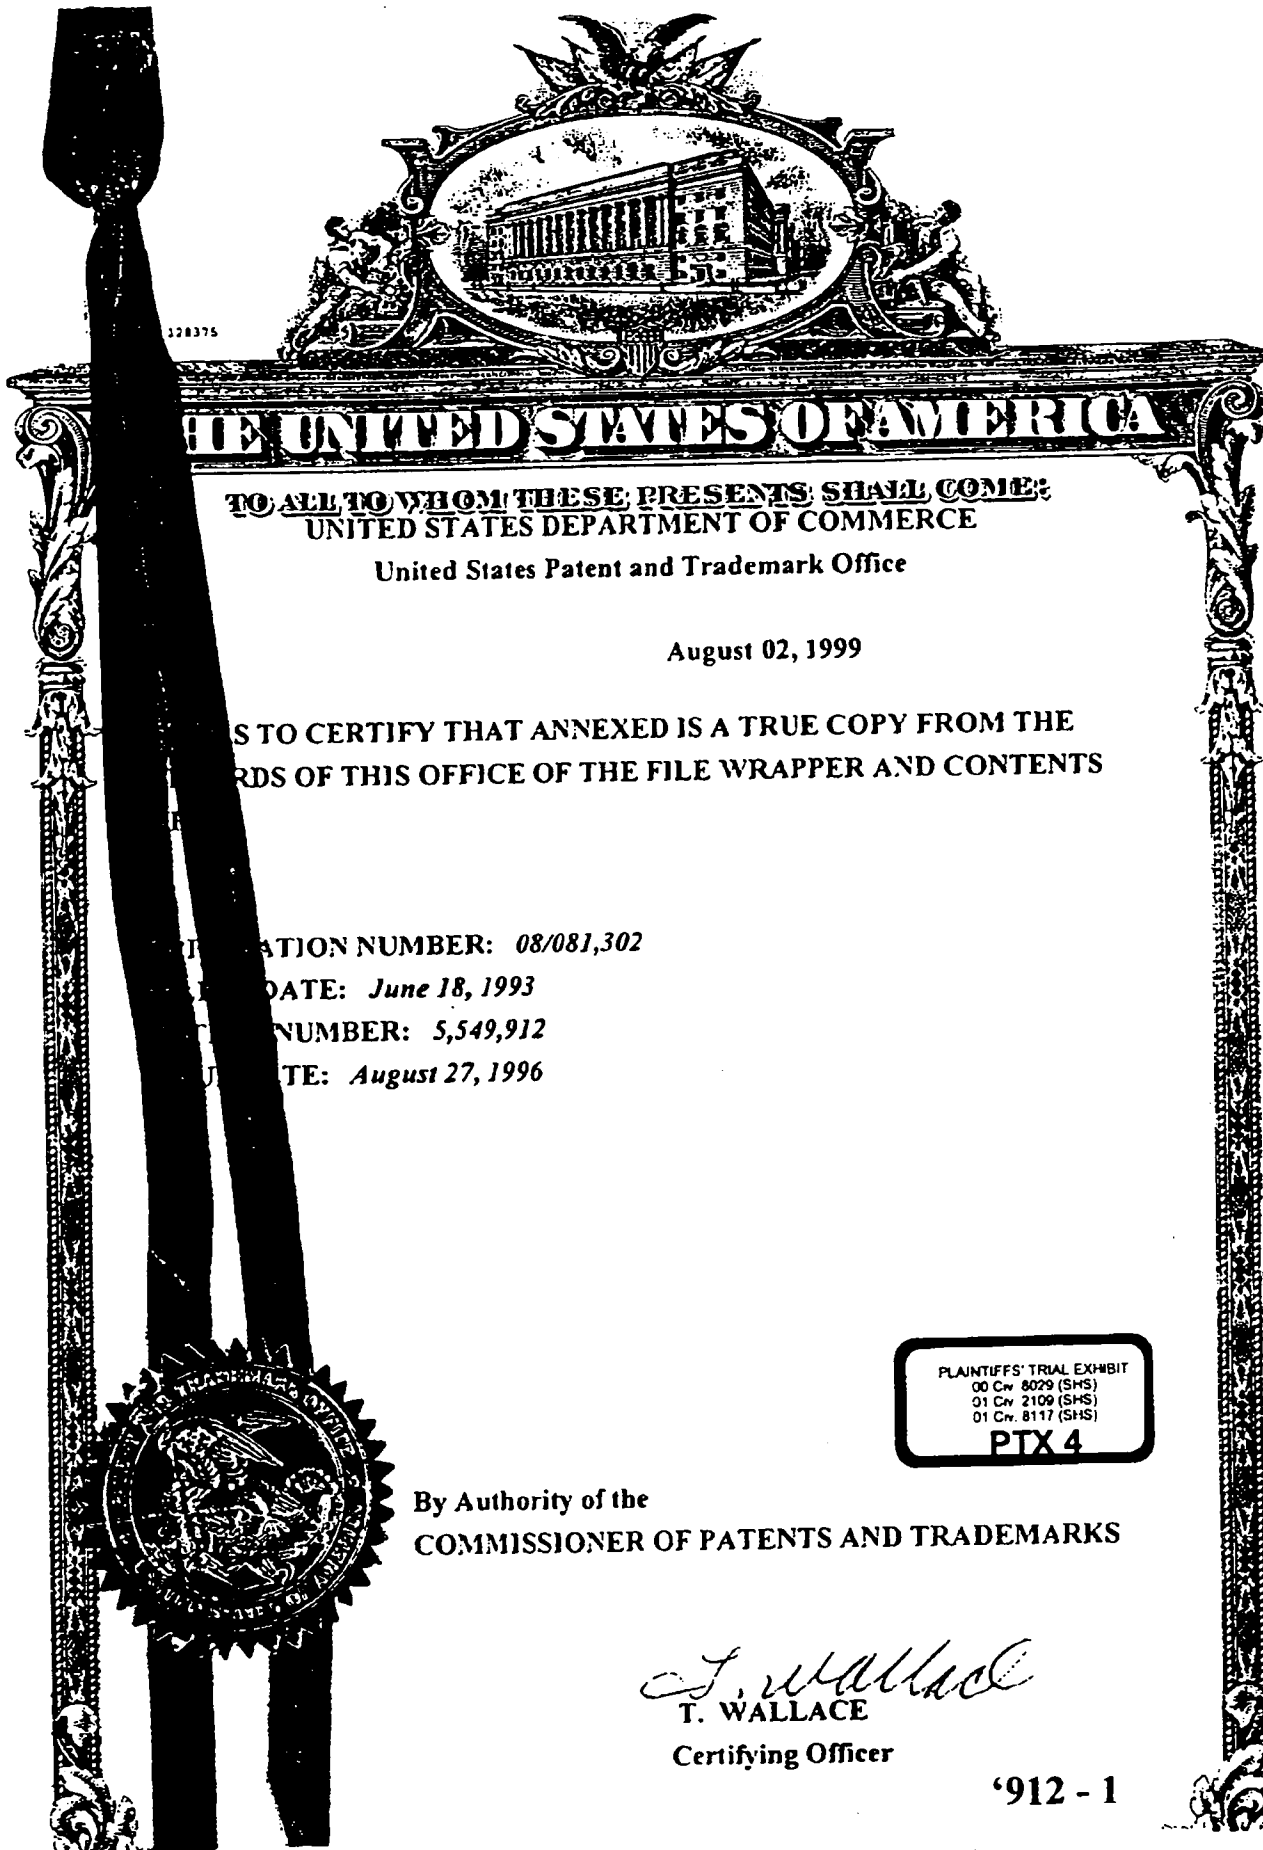 128375
HE UNITED STATES OF AMERICA
TO ALL TO WHOM THESE PRESENTS SHALL COME:
UNITED STATES DEPARTMENT OF COMMERCE
United States Patent and Trademark Office
August 02, 1999
S TO CERTIFY THAT ANNEXED IS A TRUE COPY FROM THE
RDS OF THIS OFFICE OF THE FILE WRAPPER AND CONTENTS
ATION NUMBER: 08/081,302
DATE: June 18, 1993
NUMBER: 5,549,912
TE: August 27, 1996
PLAINTIFFS' TRIAL EXHIBIT
00 Civ. 8029 (SHS)
01 Civ 2109 (SHS)
01 Civ. 8117 (SHS)
PTX 4
TRADEMARK OFFICE
By Authority of the
COMMISSIONER OF PATENTS AND TRADEMARKS
T. Wallace
T. WALLACE
Certifying Officer
'912 - 1